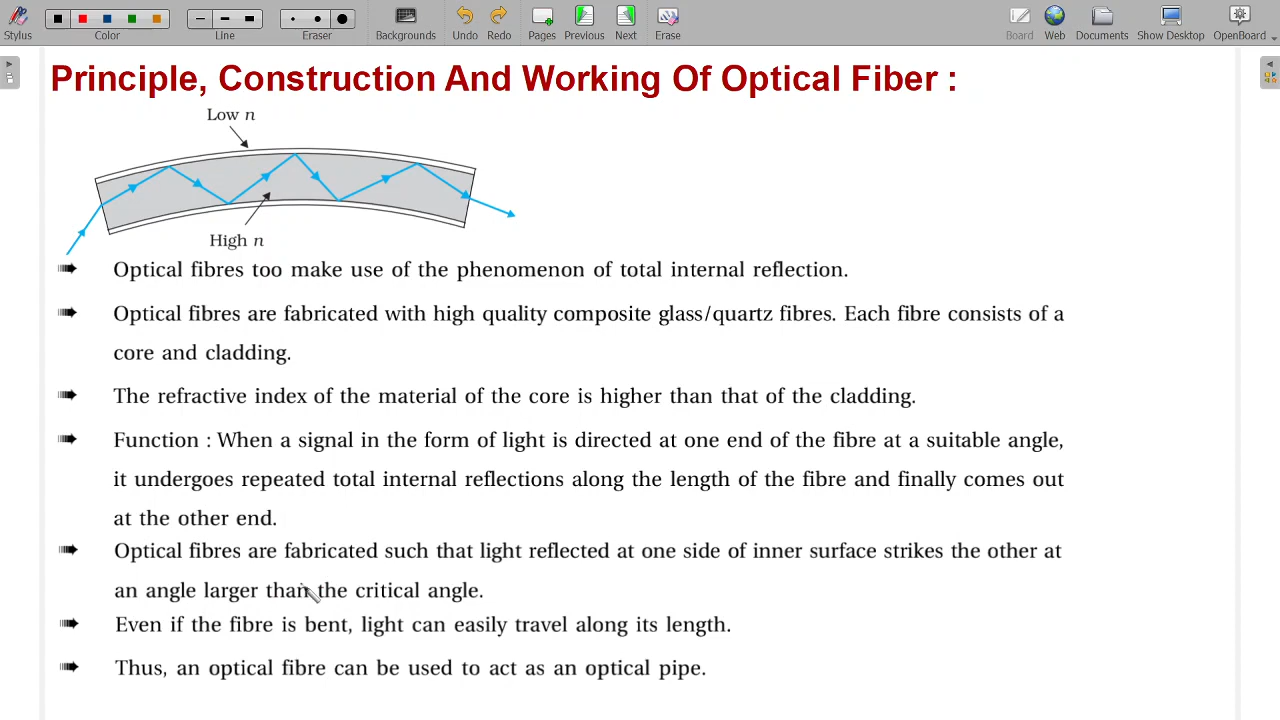 Stylus
Color
Line
Eraser
Backgrounds
Undo
Redo
Pages
Previous
Next
Erase
Board
Web
Documents
Show Desktop
OpenBoard
Principle, Construction And Working Of Optical Fiber :
Low n
High n
Optical fibres too make use of the phenomenon of total internal reflection.
Optical fibres are fabricated with high quality composite glass/quartz fibres. Each fibre consists of a
core and cladding.
The refractive index of the material of the core is higher than that of the cladding.
Function : When a signal in the form of light is directed at one end of the fibre at a suitable angle,
it undergoes repeated total internal reflections along the length of the fibre and finally comes out
at the other end.
Optical fibres are fabricated such that light reflected at one side of inner surface strikes the other at
an angle larger than the critical angle.
Even if the fibre is bent, light can easily travel along its length.
Thus, an optical fibre can be used to act as an optical pipe.